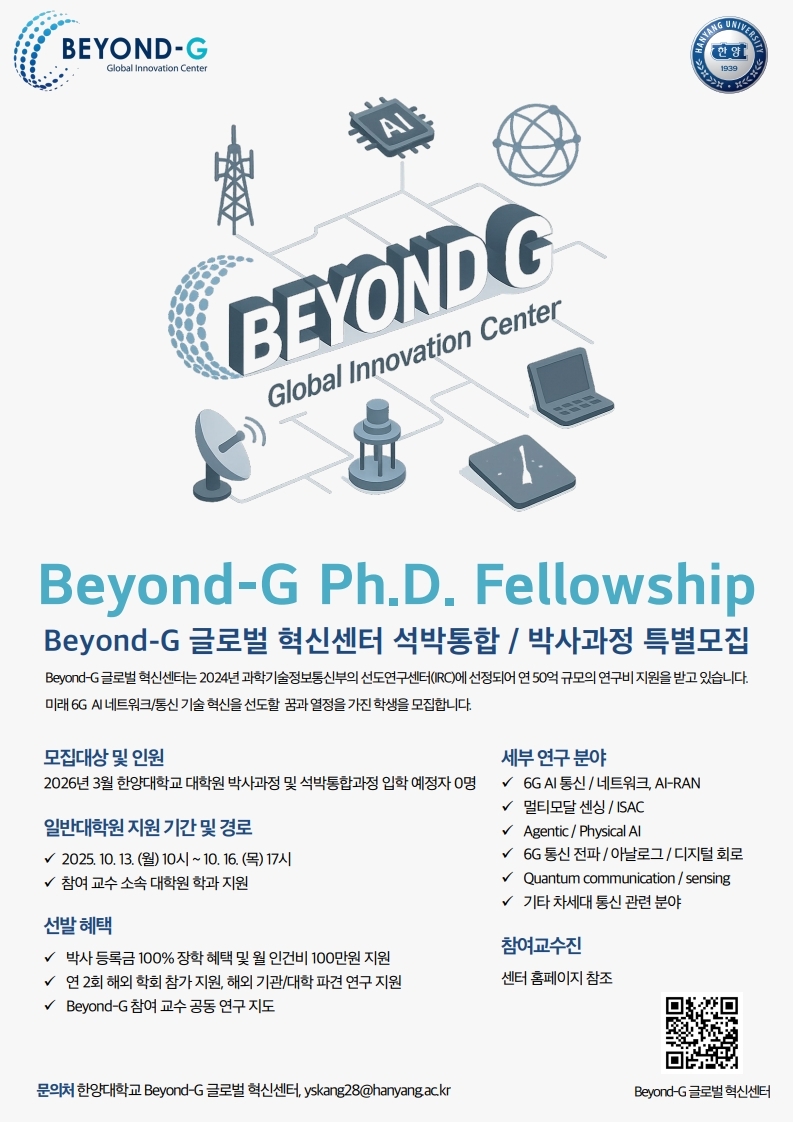 BEYOND-G
Global Innovation Center
HANYANG UNIVERSITY
한양
1939
AI
BEYOND G
Global Innovation Center
Beyond-G Ph.D. Fellowship
Beyond-G 글로벌 혁신센터 석박통합 / 박사과정 특별모집
Beyond-G 글로벌 혁신센터는 2024년 과학기술정보통신부의 선도연구센터(IRC)에 선정되어 연 50억 규모의 연구비 지원을 받고 있습니다.
미래 6G AI 네트워크/통신 기술 혁신을 선도할 꿈과 열정을 가진 학생을 모집합니다.
모집대상 및 인원
2026년 3월 한양대학교 대학원 박사과정 및 석박통합과정 입학 예정자 0명
일반대학원 지원 기간 및 경로
✓ 2025. 10. 13. (월) 10시 ~ 10. 16. (목) 17시
✓ 참여 교수 소속 대학원 학과 지원
선발 혜택
✓ 박사 등록금 100% 장학 혜택 및 월 인건비 100만원 지원
✓ 연 2회 해외 학회 참가 지원, 해외 기관/대학 파견 연구 지원
✓ Beyond-G 참여 교수 공동 연구 지도
세부 연구 분야
✓ 6G AI 통신 / 네트워크, AI-RAN
✓ 멀티모달 센싱 / ISAC
✓ Agentic / Physical AI
✓ 6G 통신 전파 / 아날로그 / 디지털 회로
✓ Quantum communication / sensing
✓ 기타 차세대 통신 관련 분야
참여교수진
센터 홈페이지 참조
문의처 한양대학교 Beyond-G 글로벌 혁신센터, yskang28@hanyang.ac.kr
Beyond-G 글로벌 혁신센터